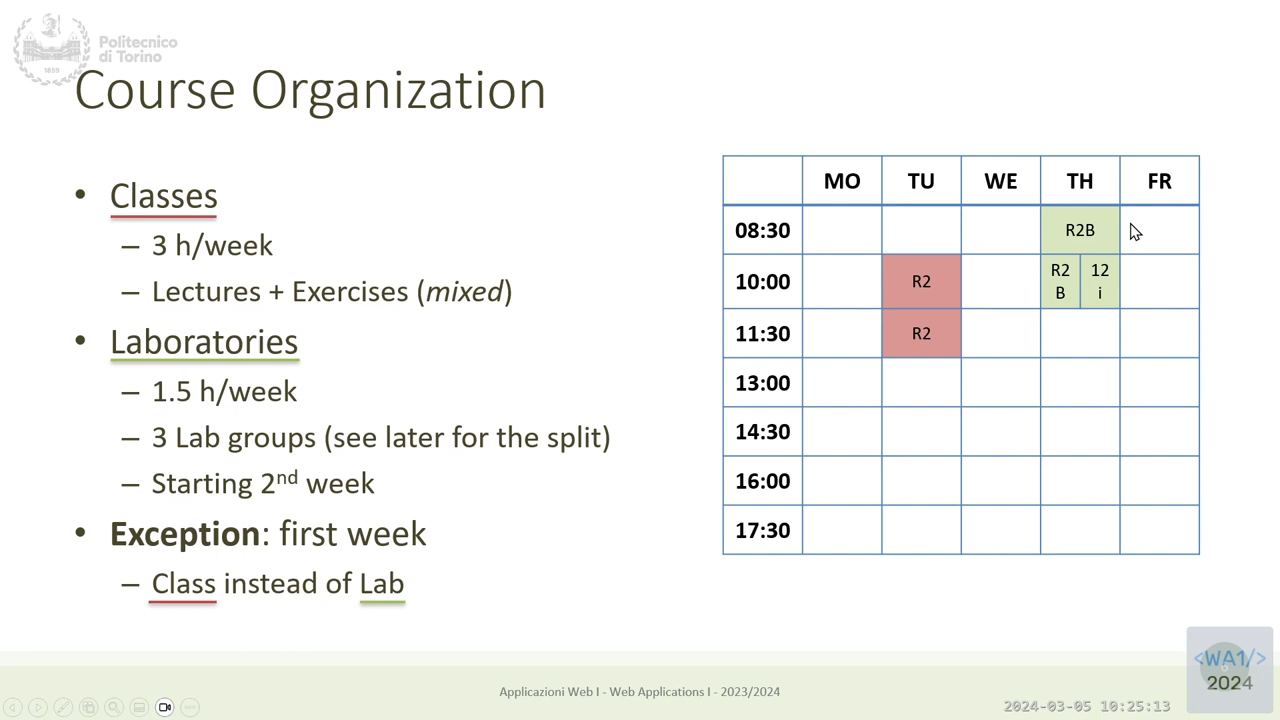 Politecnico
di Torino
1859
Course Organization
• Classes
– 3 h/week
– Lectures + Exercises (mixed)
• Laboratories
– 1.5 h/week
– 3 Lab groups (see later for the split)
– Starting 2nd week
• Exception: first week
– Class instead of Lab
MO TU WE TH FR
08:30 R2B
10:00 R2 R2 B 12 i
11:30 R2
13:00
14:30
16:00
17:30
Applicazioni Web I - Web Applications I - 2023/2024
<WA1/>
6
2024
2024-03-05 10:25:13